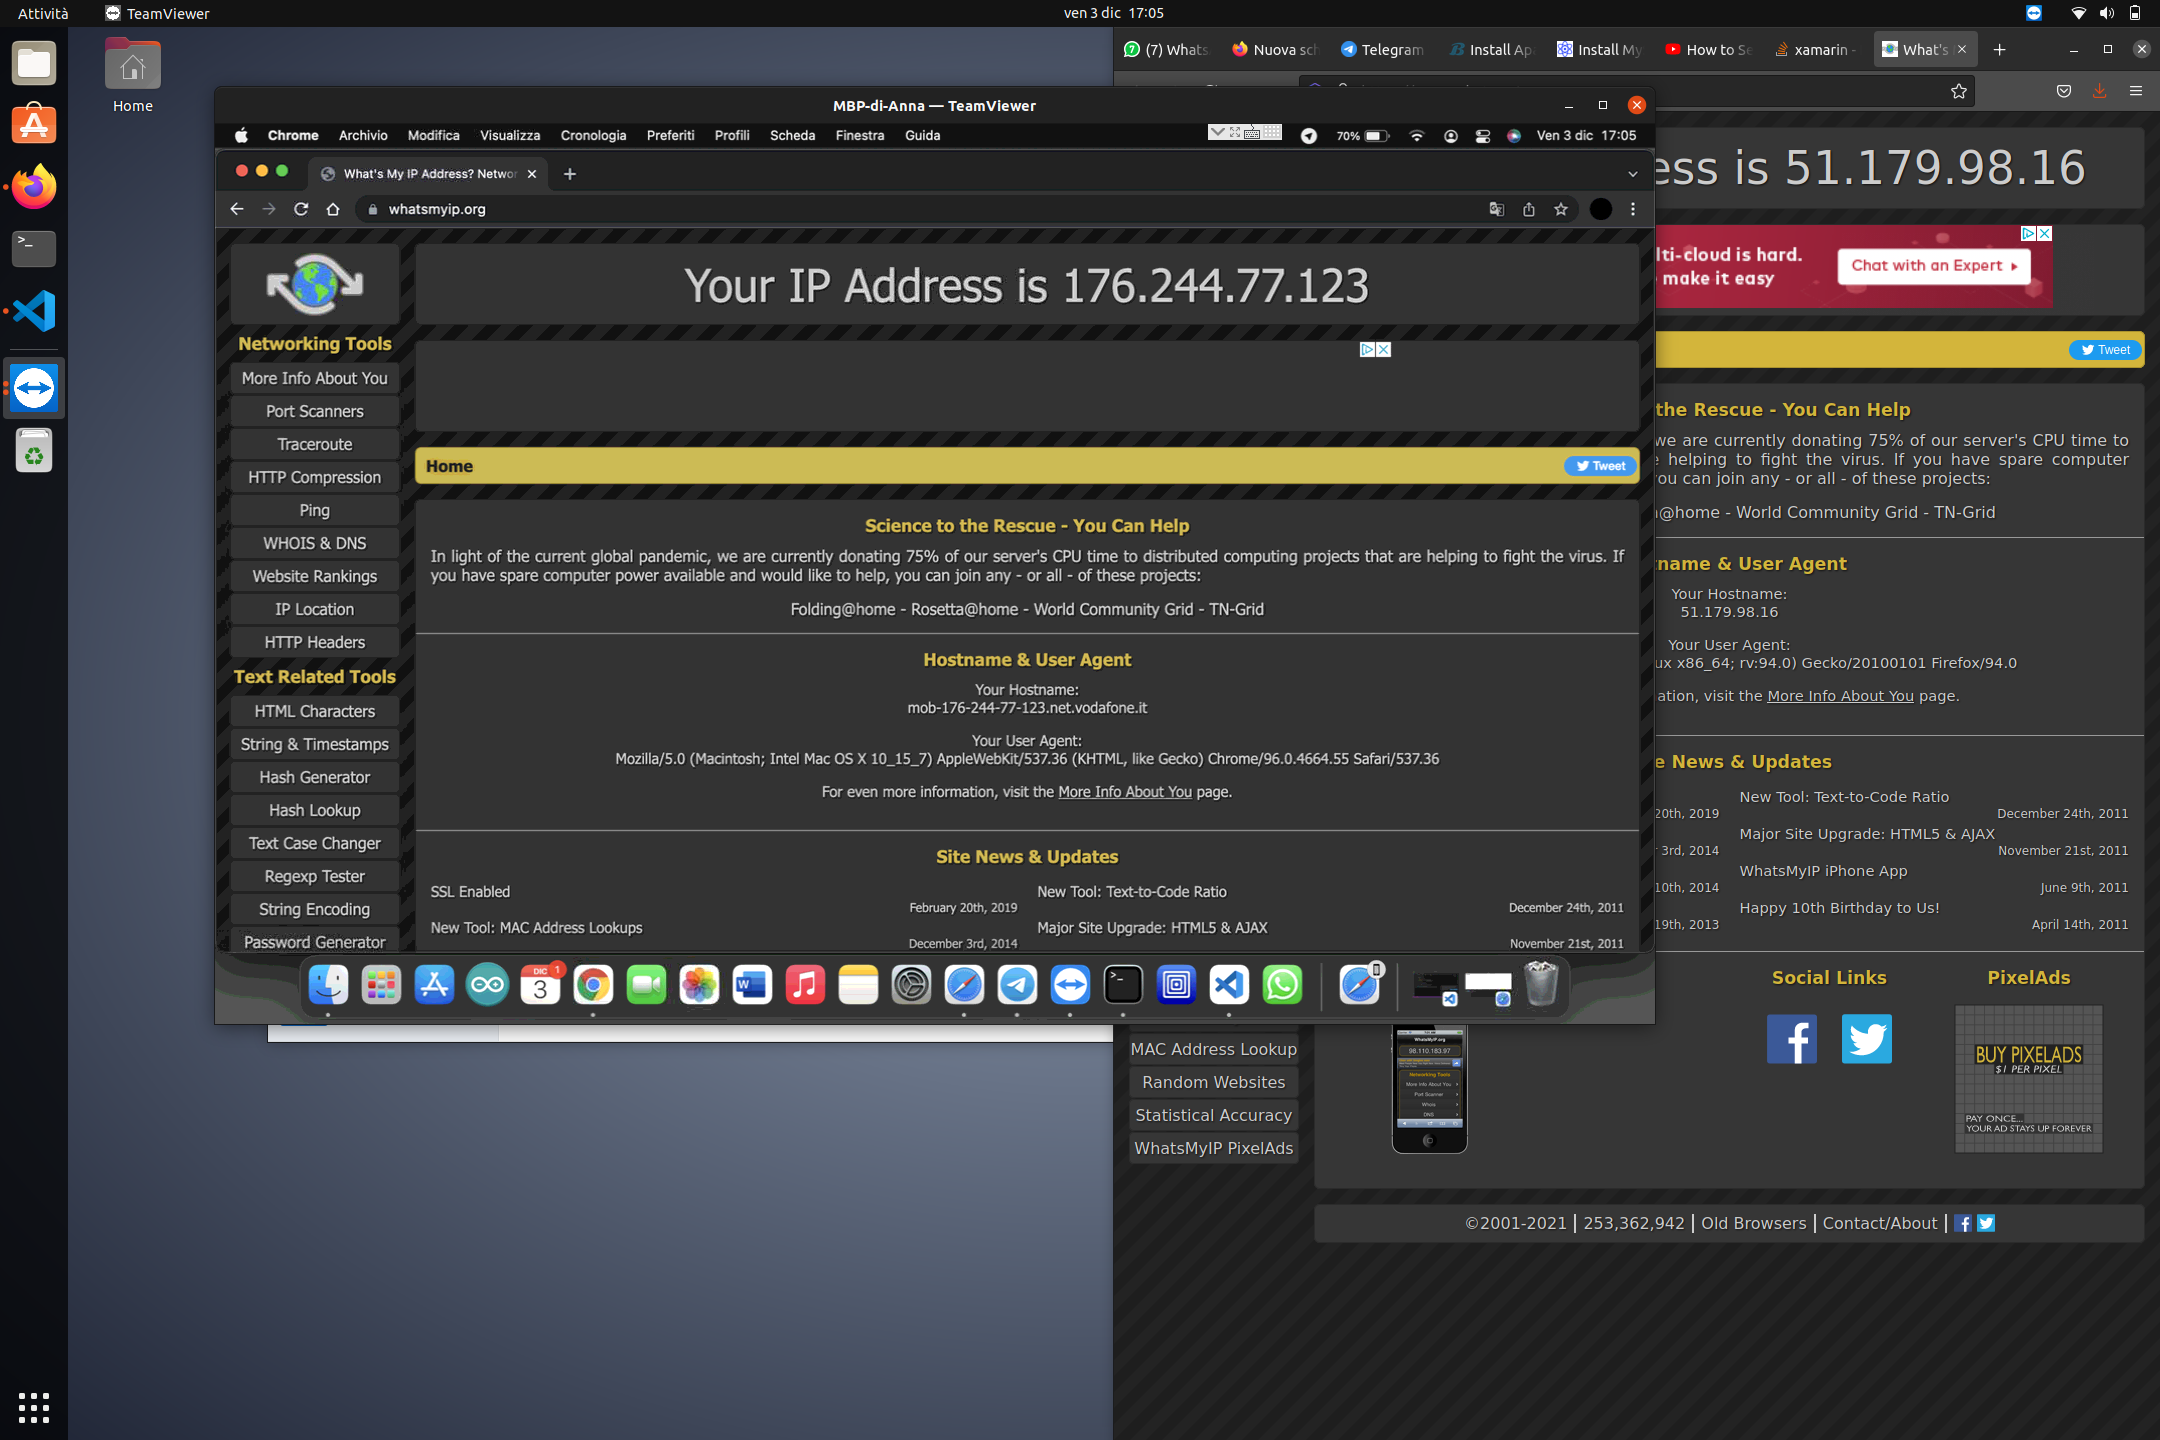 Attività
TeamViewer
ven 3 dic 17:05
Home
(7) Whats
Nuova sch
Telegram
Install Apa
Install My
How to Se
xamarin -
What's
MBP-di-Anna — TeamViewer
Chrome Archivio Modifica Visualizza Cronologia Preferiti Profili Scheda Finestra Guida
70%
Ven 3 dic 17:05
What's My IP Address? Networ
whatsmyip.org
Your IP Address is 176.244.77.123
Networking Tools
More Info About You
Port Scanners
Traceroute
HTTP Compression
Ping
WHOIS & DNS
Website Rankings
IP Location
HTTP Headers
Text Related Tools
HTML Characters
String & Timestamps
Hash Generator
Hash Lookup
Text Case Changer
Regexp Tester
String Encoding
Password Generator
Home
Tweet
Science to the Rescue - You Can Help
In light of the current global pandemic, we are currently donating 75% of our server's CPU time to distributed computing projects that are helping to fight the virus. If
you have spare computer power available and would like to help, you can join any - or all - of these projects:
Folding@home - Rosetta@home - World Community Grid - TN-Grid
Hostname & User Agent
Your Hostname:
mob-176-244-77-123.net.vodafone.it
Your User Agent:
Mozilla/5.0 (Macintosh; Intel Mac OS X 10_15_7) AppleWebKit/537.36 (KHTML, like Gecko) Chrome/96.0.4664.55 Safari/537.36
For even more information, visit the More Info About You page.
Site News & Updates
SSL Enabled
February 20th, 2019
New Tool: MAC Address Lookups
December 3rd, 2014
New Tool: Text-to-Code Ratio
December 24th, 2011
Major Site Upgrade: HTML5 & AJAX
November 21st, 2011
DIC
1
3
W
>_
ess is 51.179.98.16
lti-cloud is hard.
make it easy
Chat with an Expert
Tweet
the Rescue - You Can Help
we are currently donating 75% of our server's CPU time to
helping to fight the virus. If you have spare computer
you can join any - or all - of these projects:
@home - World Community Grid - TN-Grid
name & User Agent
Your Hostname:
51.179.98.16
Your User Agent:
ux x86_64; rv:94.0) Gecko/20100101 Firefox/94.0
ation, visit the More Info About You page.
e News & Updates
20th, 2019
New Tool: Text-to-Code Ratio
December 24th, 2011
3rd, 2014
Major Site Upgrade: HTML5 & AJAX
November 21st, 2011
10th, 2014
WhatsMyIP iPhone App
June 9th, 2011
19th, 2013
Happy 10th Birthday to Us!
April 14th, 2011
Social Links
PixelAds
BUY PIXELADS
$1 PER PIXEL
PAY ONCE...
YOUR AD STAYS UP FOREVER
MAC Address Lookup
Random Websites
Statistical Accuracy
WhatsMyIP PixelAds
WhatsMyIP.org
98.110.183.97
Networking Tools
More Info About You
Port Scanner
Whois
DNS
©2001-2021 | 253,362,942 | Old Browsers | Contact/About |